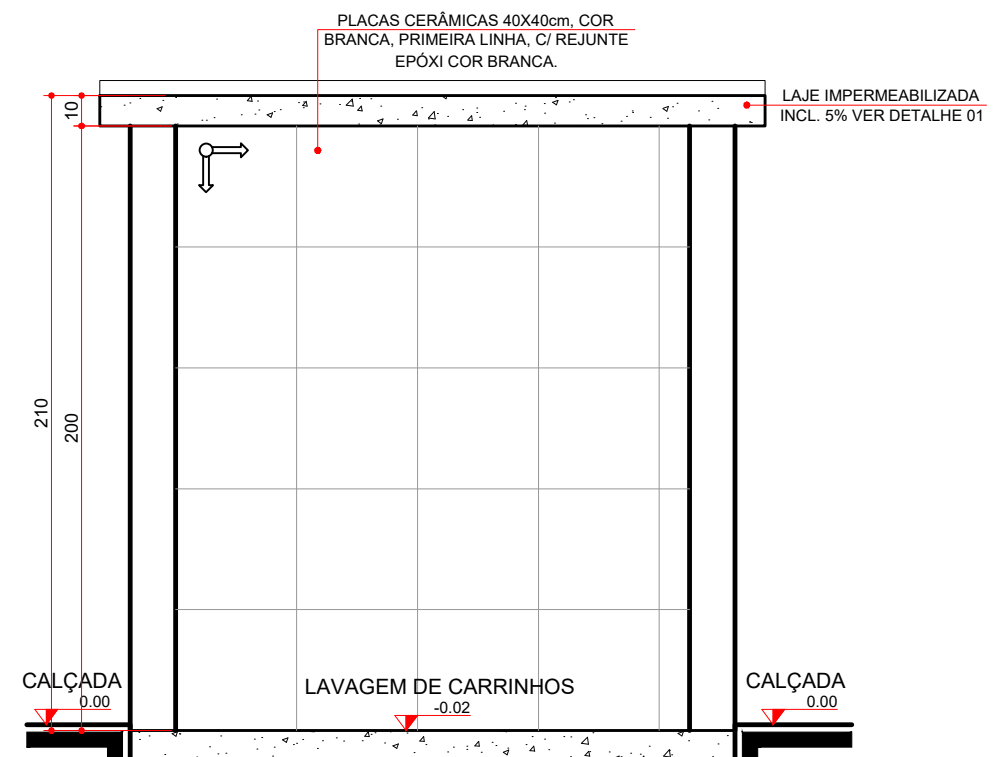 PLACAS CERÂMICAS 40X40cm, COR
BRANCA, PRIMEIRA LINHA, C/ REJUNTE
EPÓXI COR BRANCA.
LAJE IMPERMEABILIZADA
INCL. 5% VER DETALHE 01
10
210
200
CALÇADA
0.00
LAVAGEM DE CARRINHOS
-0.02
CALÇADA
0.00